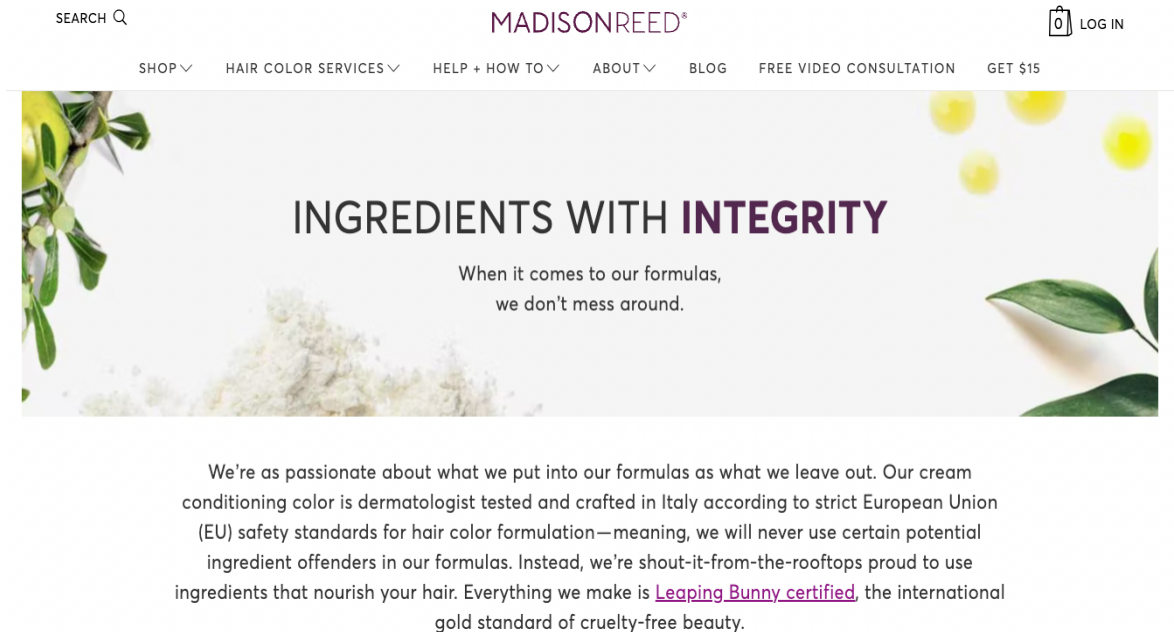 SEARCH
MADISONREED®
0
LOG IN
SHOP
HAIR COLOR SERVICES
HELP + HOW TO
ABOUT
BLOG
FREE VIDEO CONSULTATION
GET $15
INGREDIENTS WITH INTEGRITY
When it comes to our formulas,
we don’t mess around.
We’re as passionate about what we put into our formulas as what we leave out. Our cream
conditioning color is dermatologist tested and crafted in Italy according to strict European Union
(EU) safety standards for hair color formulation—meaning, we will never use certain potential
ingredient offenders in our formulas. Instead, we’re shout-it-from-the-rooftops proud to use
ingredients that nourish your hair. Everything we make is Leaping Bunny certified, the international
gold standard of cruelty-free beauty.